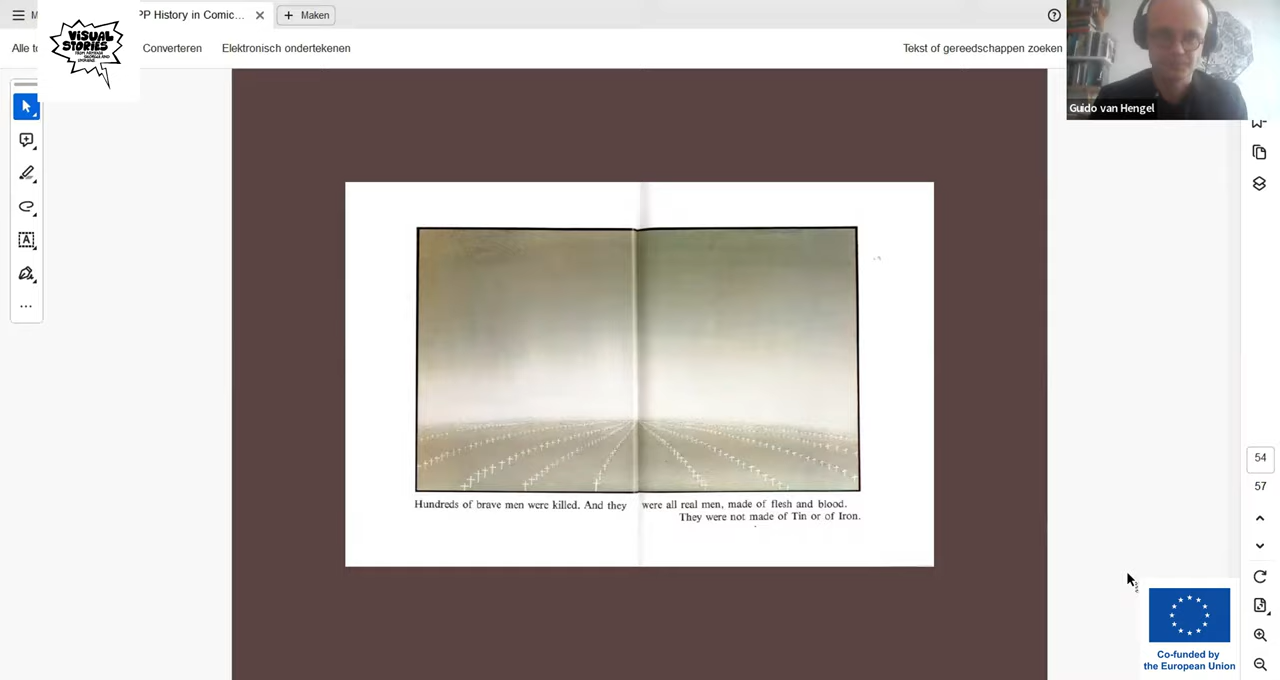 PP History in Comic...
Maken
VISUAL
STORIES
Alle to
Converteren
Elektronisch ondertekenen
Tekst of gereedschappen zoeken
Guido van Hengel
Hundreds of brave men were killed. And they were all real men, made of flesh and blood.
They were not made of Tin or of Iron.
54
57
Co-funded by
the European Union